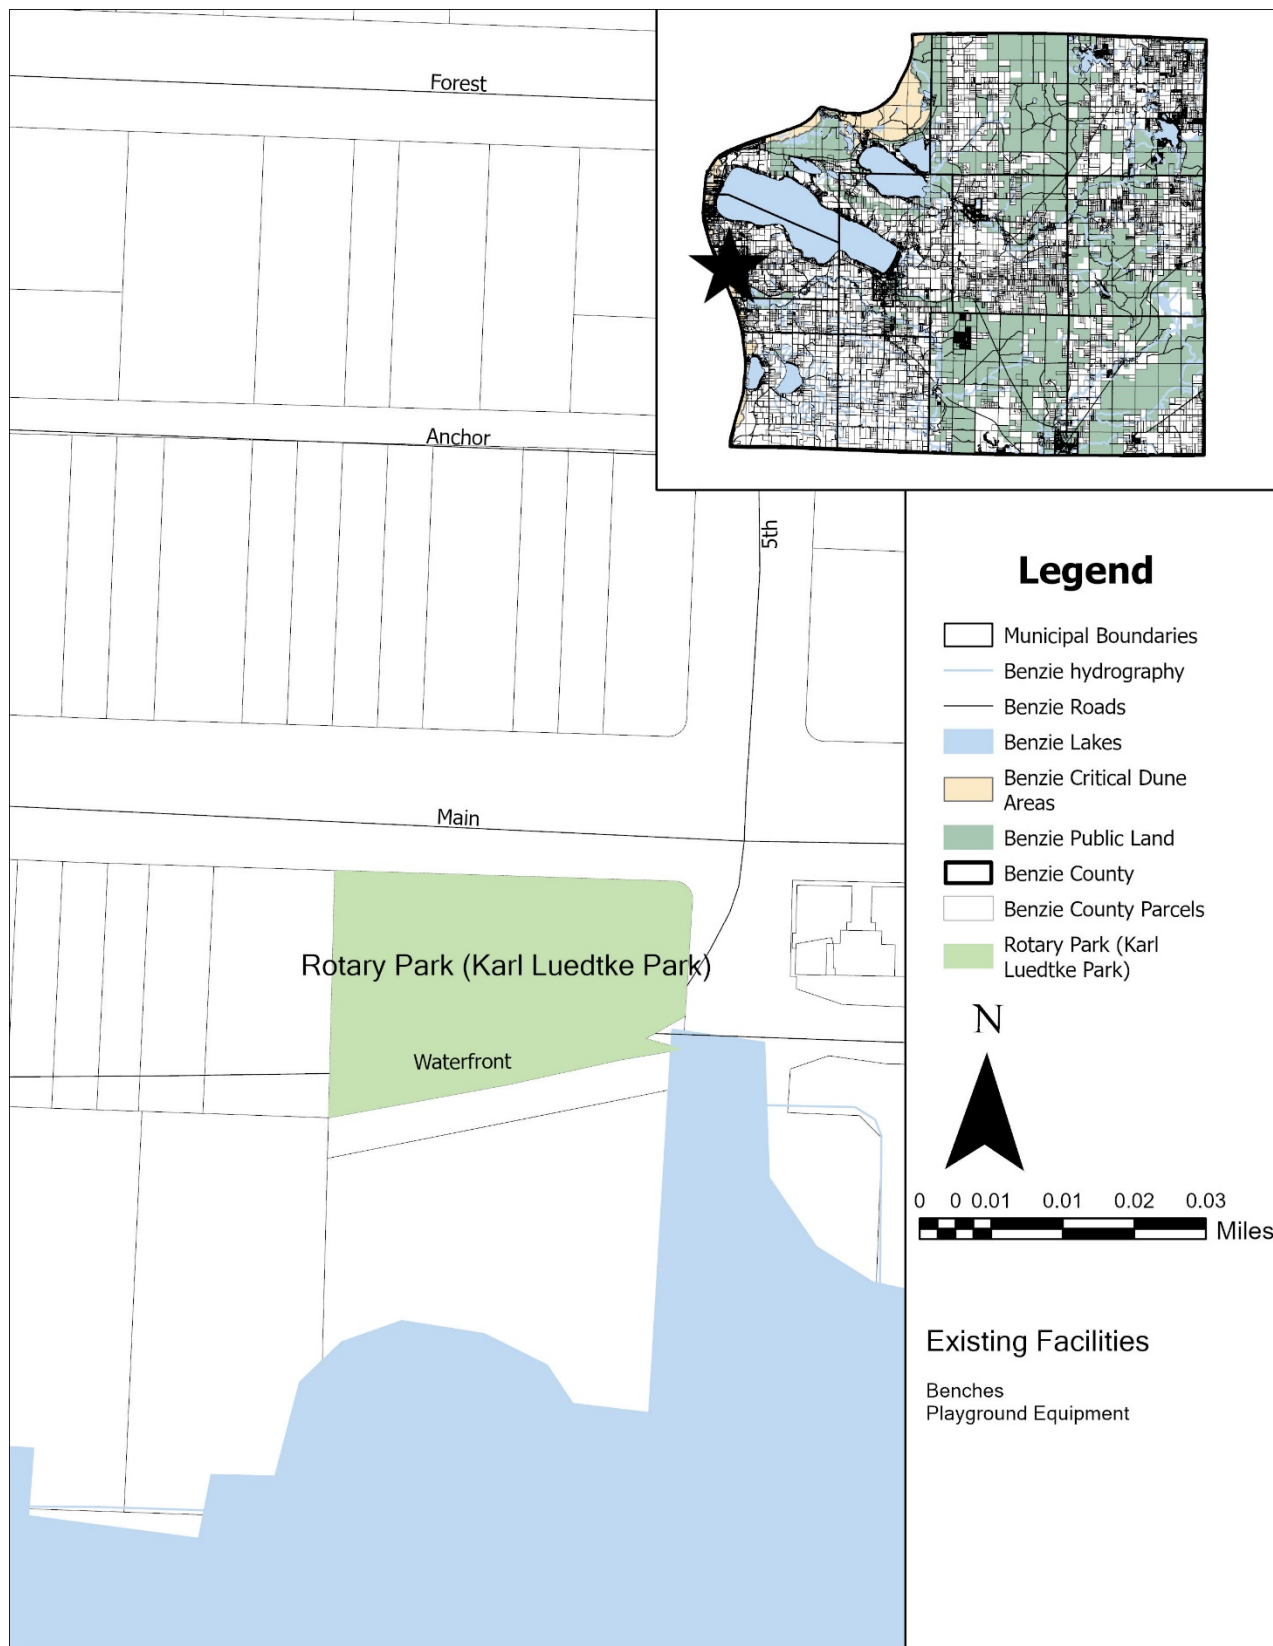 Forest
Anchor
5th
Main
Rotary Park (Karl Luedtke Park)
Waterfront
Legend
Municipal Boundaries
Benzie hydrography
Benzie Roads
Benzie Lakes
Benzie Critical Dune
Areas
Benzie Public Land
Benzie County
Benzie County Parcels
Rotary Park (Karl
Luedtke Park)
N
0 0 0.01 0.01 0.02 0.03
Miles
Existing Facilities
Benches
Playground Equipment